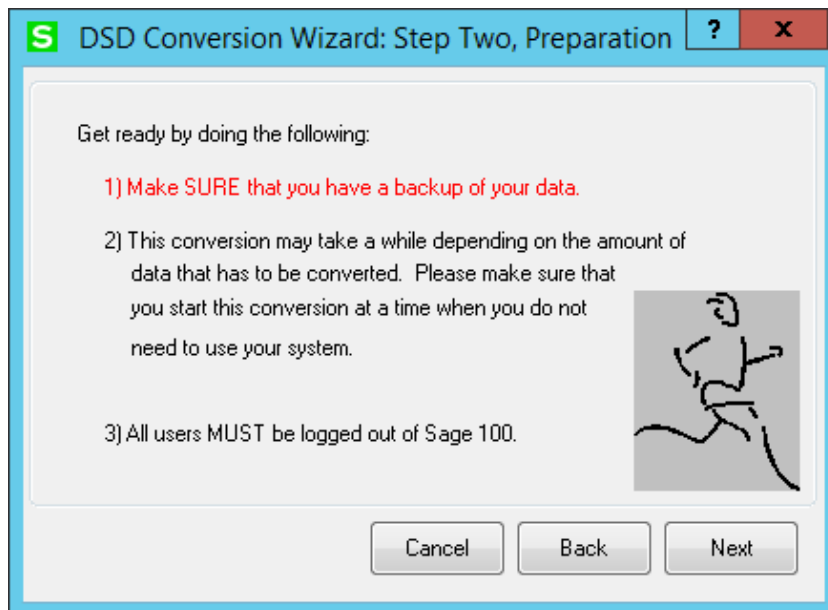 S DSD Conversion Wizard: Step Two, Preparation ? x
Get ready by doing the following:
1) Make SURE that you have a backup of your data.
2) This conversion may take a while depending on the amount of
data that has to be converted. Please make sure that
you start this conversion at a time when you do not
need to use your system.
3) All users MUST be logged out of Sage 100.
Cancel Back Next